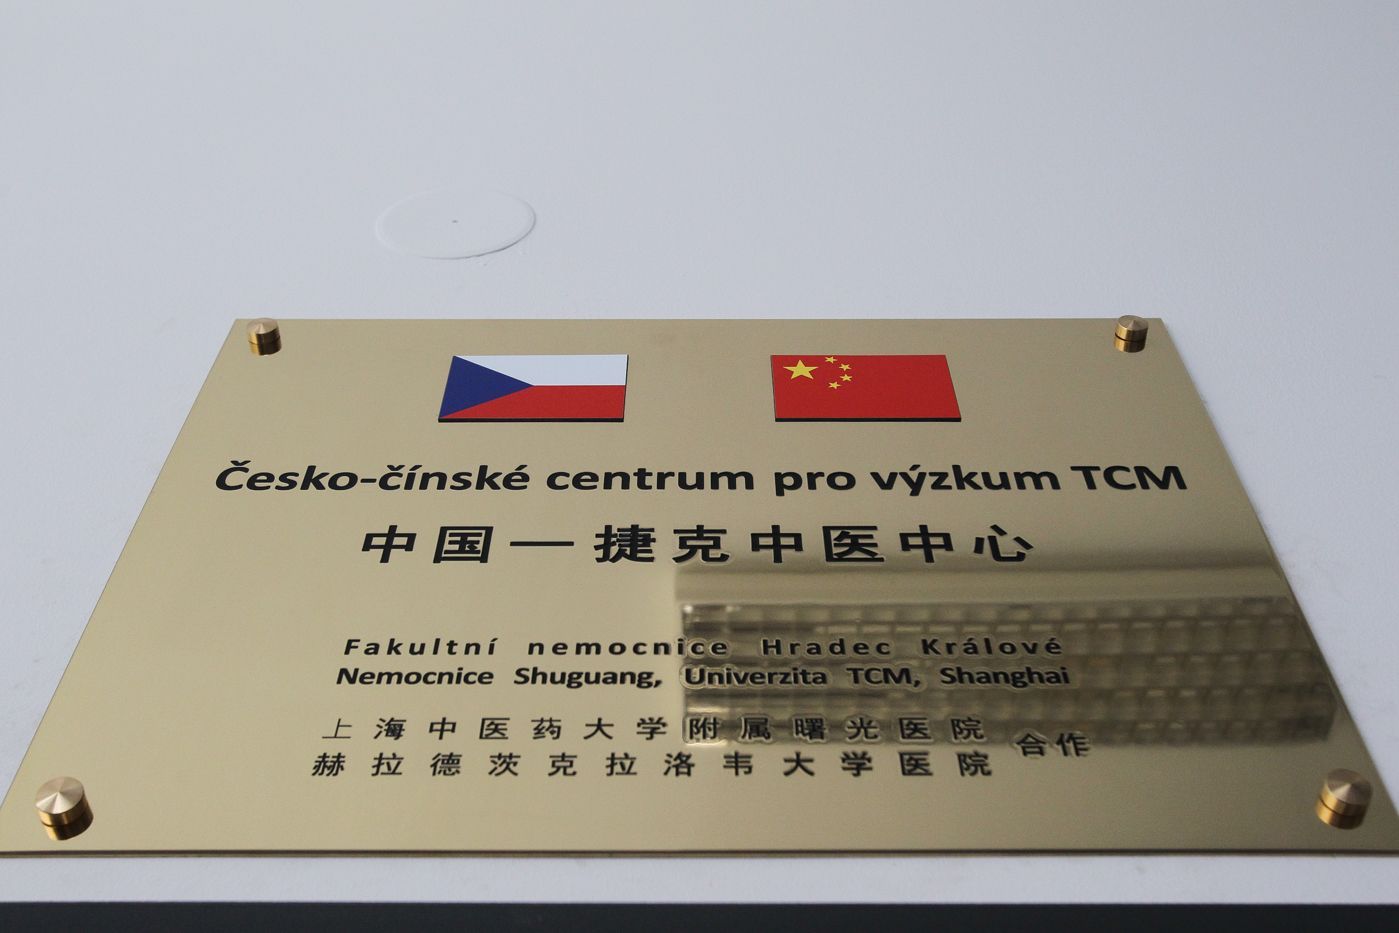 Česko-čínské centrum pro výzkum TCM
中国—捷克中医中心
Fakultní nemocnice Hradec Králové
Nemocnice Shuguang, Univerzita TCM, Shanghai
上海中医药大学附属曙光医院
赫拉德茨克拉洛韦大学医院
合作